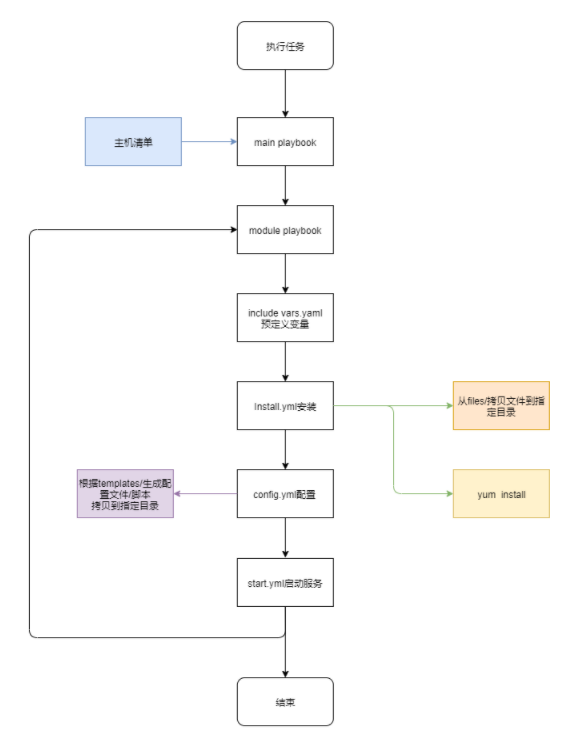 执行任务
主机清单
main playbook
module playbook
include vars.yaml
预定义变量
Install.yml安装
从files/拷贝文件到指
定目录
根据templates/生成配
置文件/脚本
拷贝到指定目录
config.yml配置
yum install
start.yml启动服务
结束